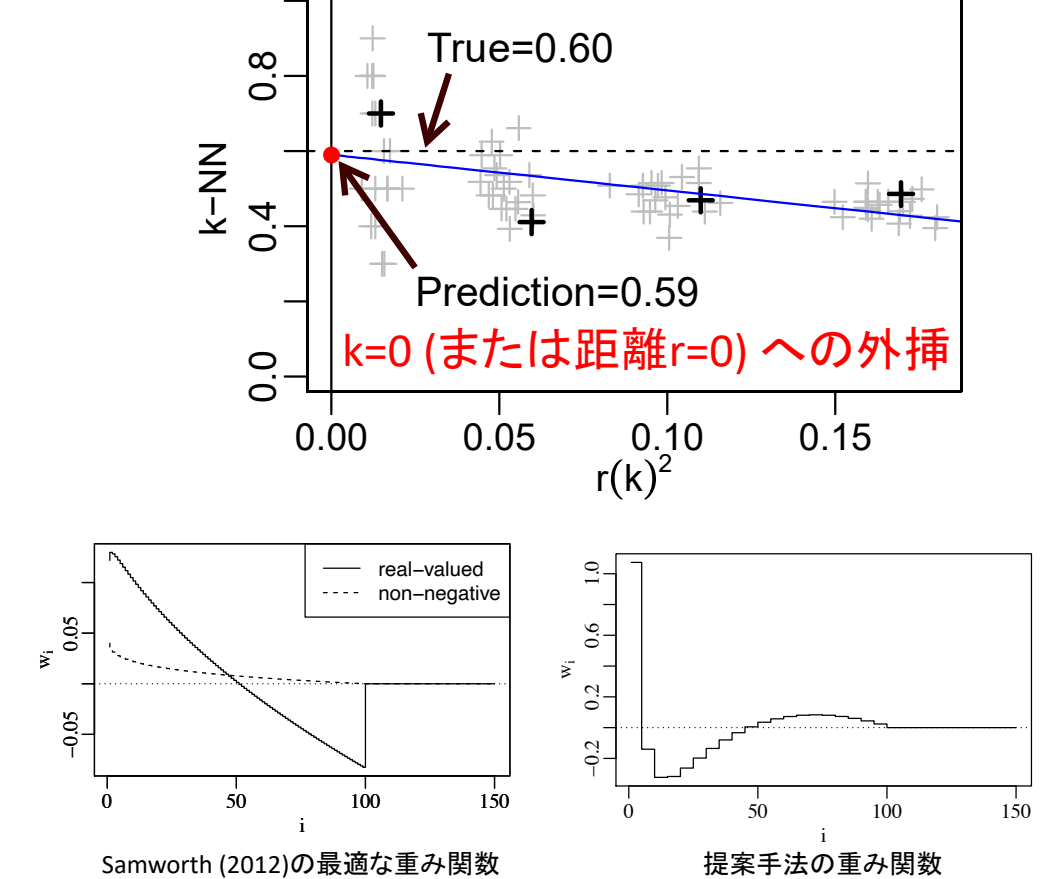 True=0.60
0.8
k−NN
0.4
Prediction=0.59
k=0 (または距離r=0) への外挿
0.0
0.00 0.05 0.10 0.15
r(k)²
real−valued
non−negative
0.05
wᵢ
−0.05
0 50 100 150
i
Samworth (2012)の最適な重み関数
1.0
0.6
wᵢ
0.2
−0.2
0 50 100 150
i
提案手法の重み関数